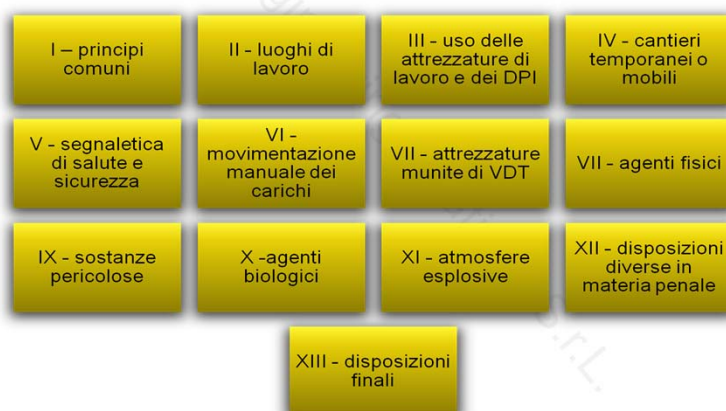 I – principi
comuni
II - luoghi di
lavoro
III - uso delle
attrezzature di
lavoro e dei DPI
IV - cantieri
temporanei o
mobili
V - segnaletica
di salute e
sicurezza
VI -
movimentazione
manuale dei
carichi
VII - attrezzature
munite di VDT
VII - agenti fisici
IX - sostanze
pericolose
X -agenti
biologici
XI - atmosfere
esplosive
XII - disposizioni
diverse in
materia penale
XIII - disposizioni
finali
S.r.L.